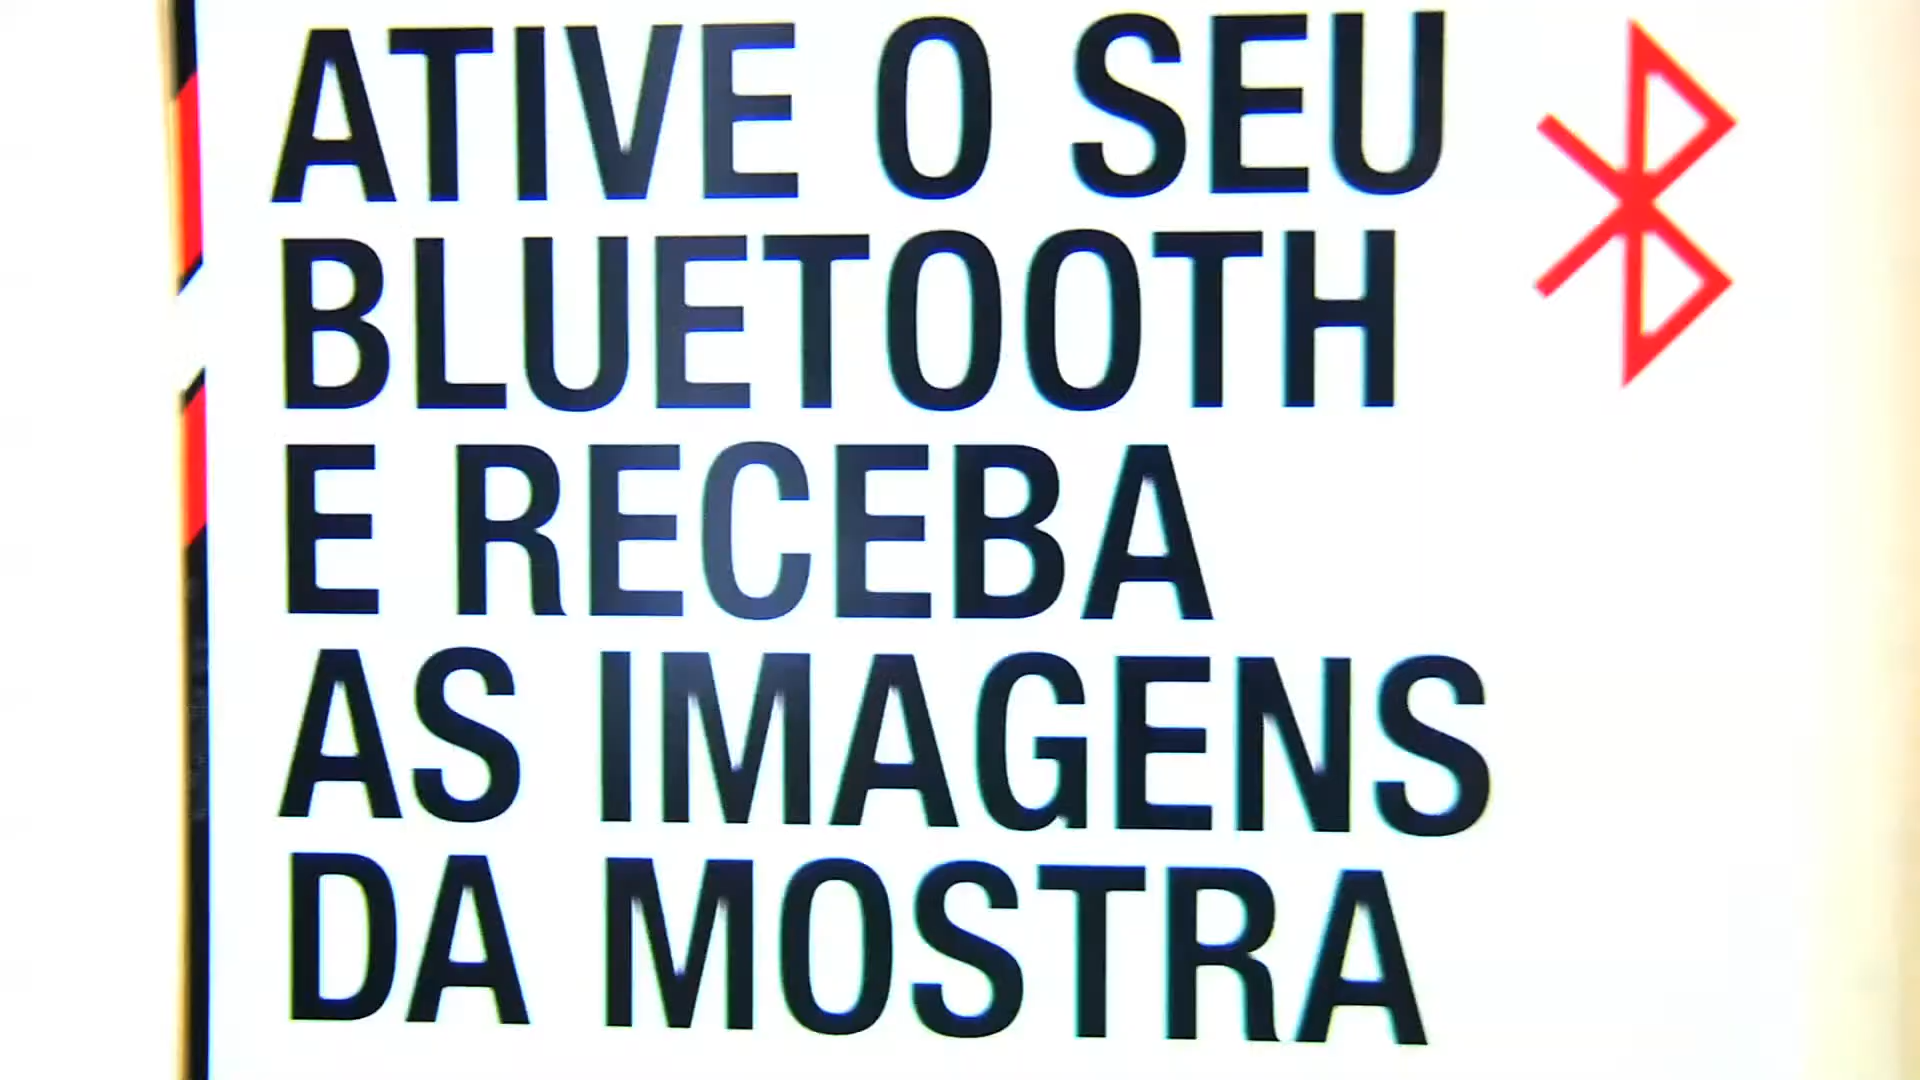 ATIVE O SEU
BLUETOOTH
E RECEBA
AS IMAGENS
DA MOSTRA